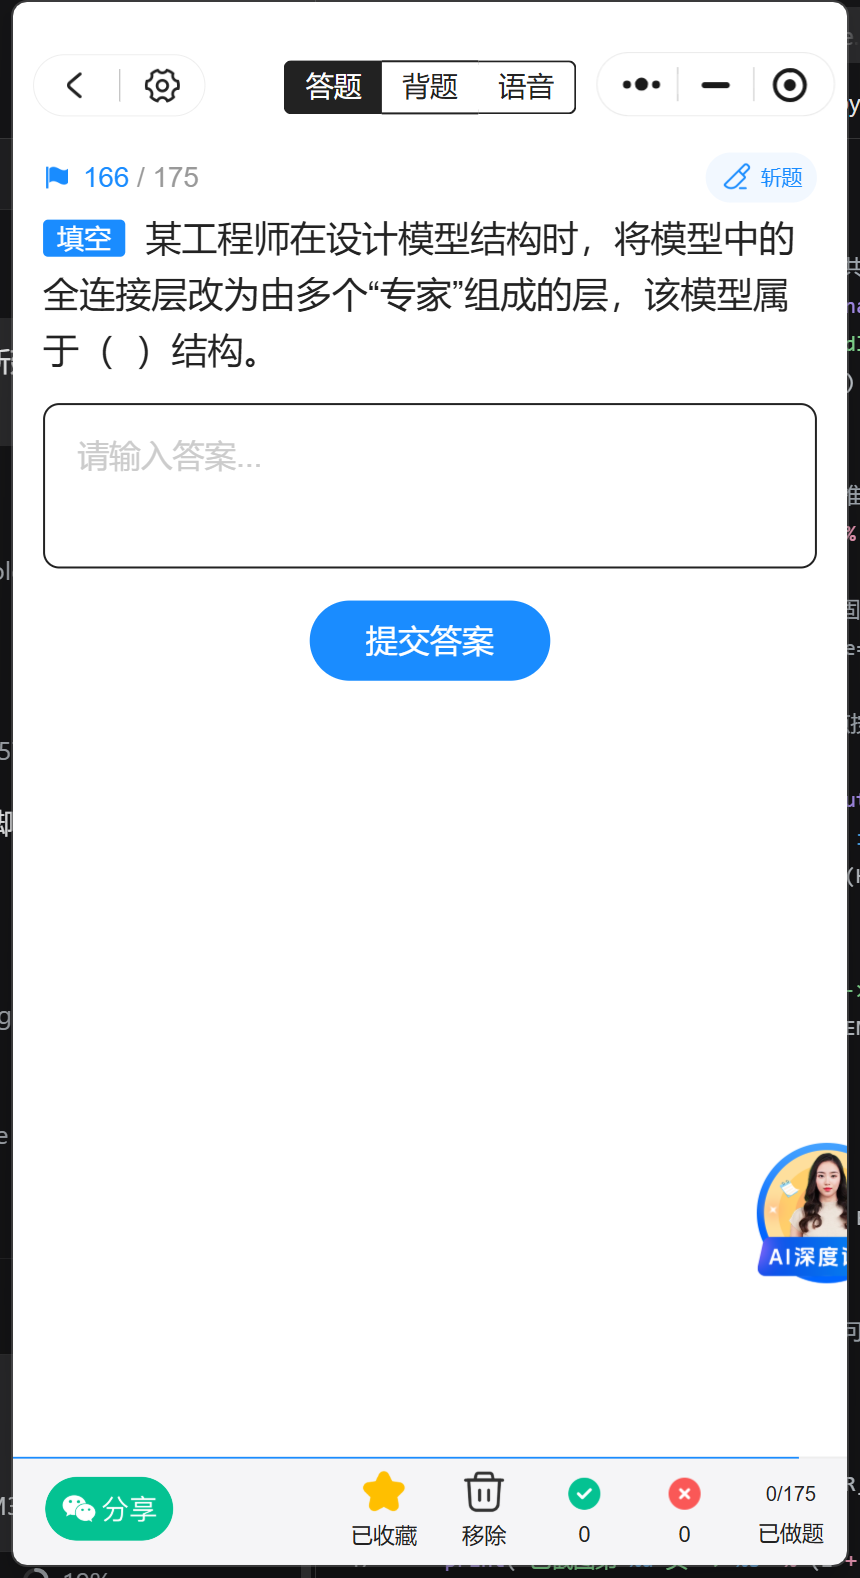 答题 背题 语音
166 / 175
斩题
填空 某工程师在设计模型结构时，将模型中的
全连接层改为由多个“专家”组成的层，该模型属
于（ ）结构。
请输入答案...
提交答案
AI深度
分享
已收藏
移除
0
0
0/175
已做题